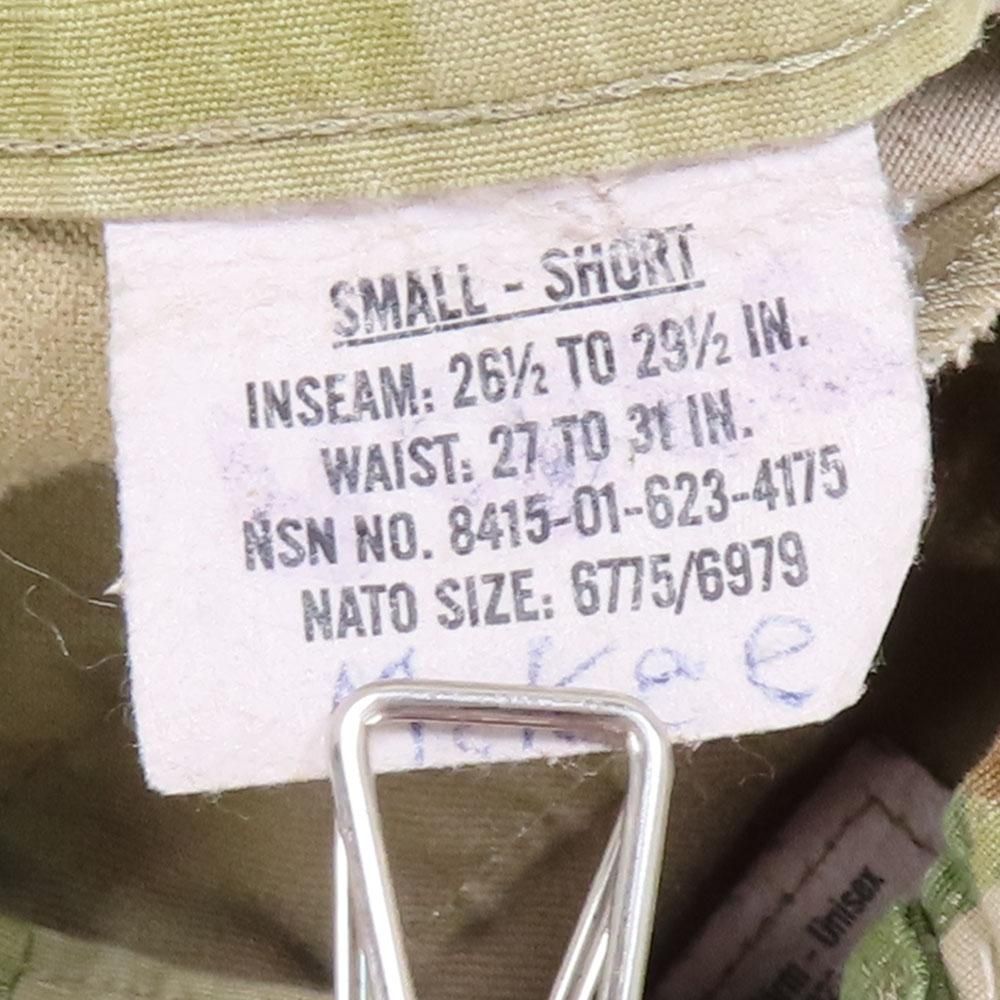 SMALL - SHORT
INSEAM: 26½ TO 29½ IN.
WAIST: 27 TO 31 IN.
NSN NO. 8415-01-623-4175
NATO SIZE: 6775/6979
Unisex